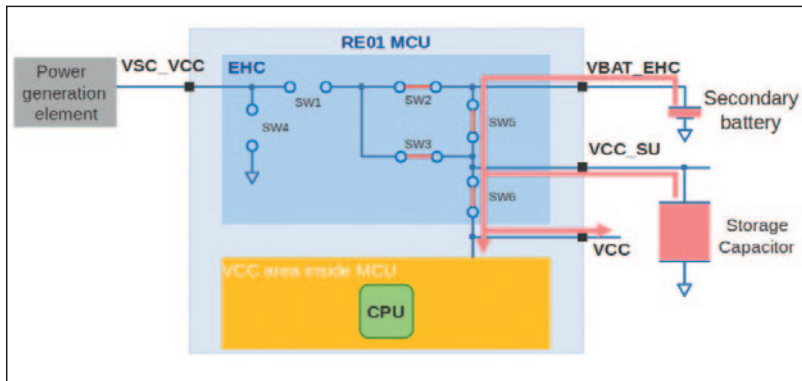 RE01 MCU
Power
generation
element
VSC_VCC
EHC
SW1
SW2
SW3
SW4
SW5
SW6
VBAT_EHC
Secondary
battery
VCC_SU
Storage
Capacitor
VCC
VCC area inside MCU
CPU